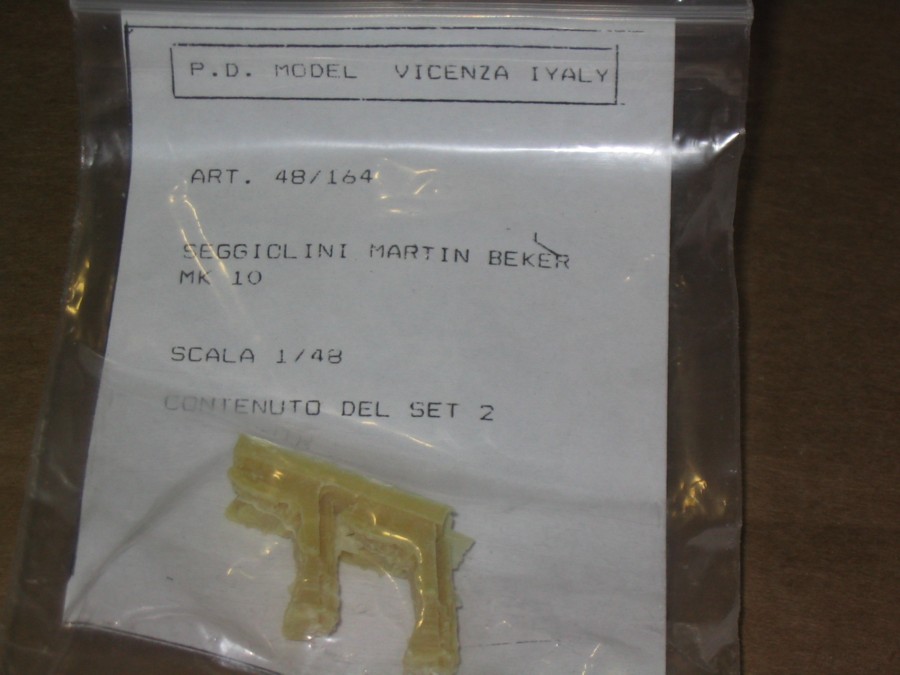 P.D. MODEL VICENZA IYALY
ART. 48/164
SEGGIOLINI MARTIN BEKER
MK 10
SCALA 1/48
CONTENUTO DEL SET 2